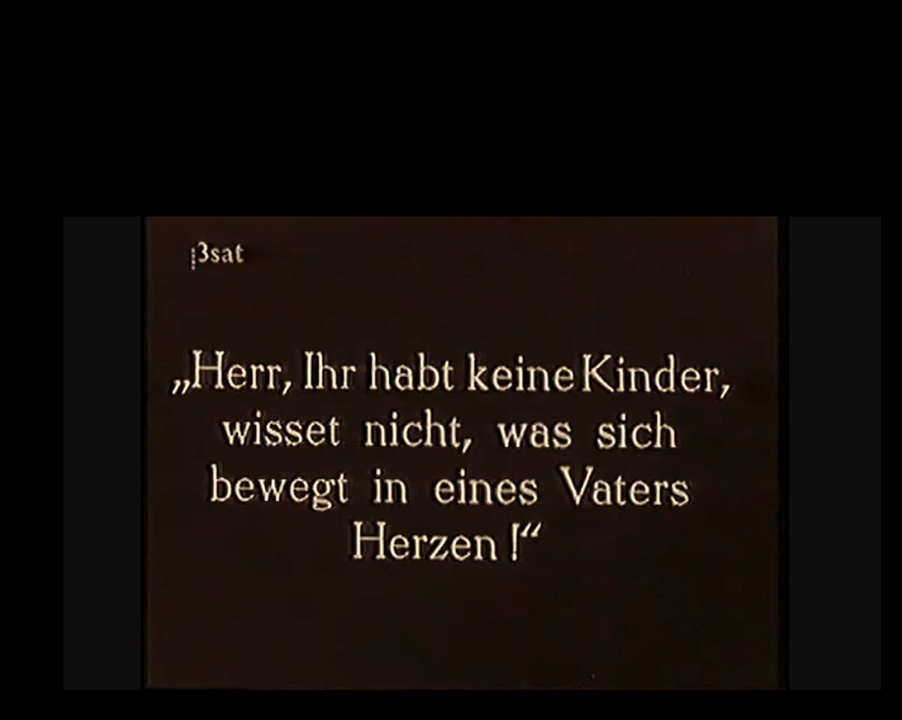 3sat
„Herr, Ihr habt keine Kinder,
wisset nicht, was sich
bewegt in eines Vaters
Herzen!“